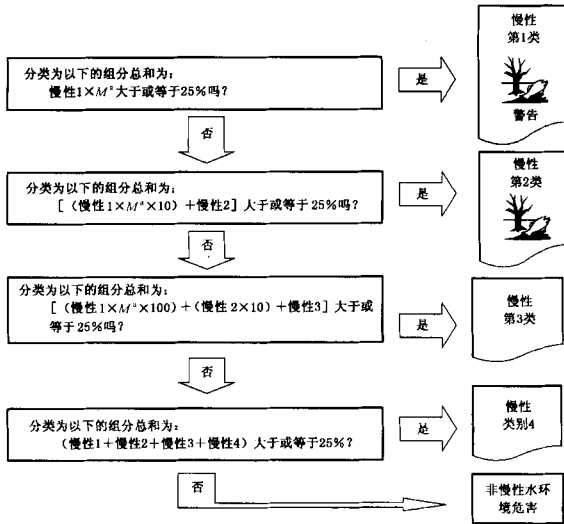 分类为以下的组分总和为:
慢性1×Mª大于或等于25%吗?
是
慢性
第1类
警告
否
分类为以下的组分总和为:
[(慢性1×Mª×10)+慢性2]大于或等于25%吗?
是
慢性
第2类
否
分类为以下的组分总和为:
[(慢性1×Mª×100)+(慢性2×10)+慢性3]大于或
等于25%吗?
是
慢性
第3类
否
分类为以下的组分总和为:
(慢性1+慢性2+慢性3+慢性4)大于或等于25%?
是
慢性
类别4
否
非慢性水环
境危害